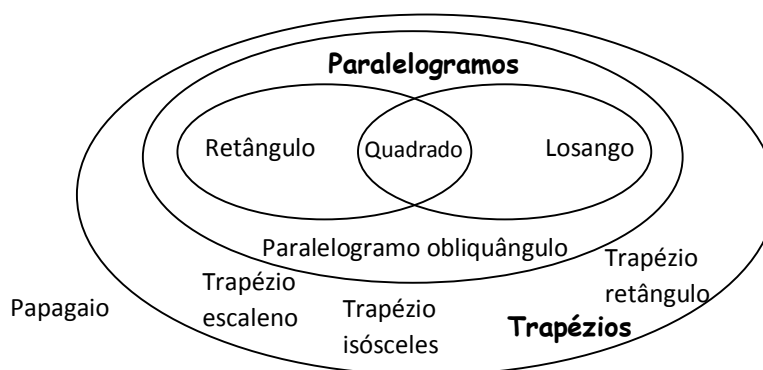 Paralelogramos
Retângulo
Quadrado
Losango
Paralelogramo obliquângulo
Trapézio
retângulo
Trapézio
escaleno
Trapézio
isósceles
Papagaio
Trapézios